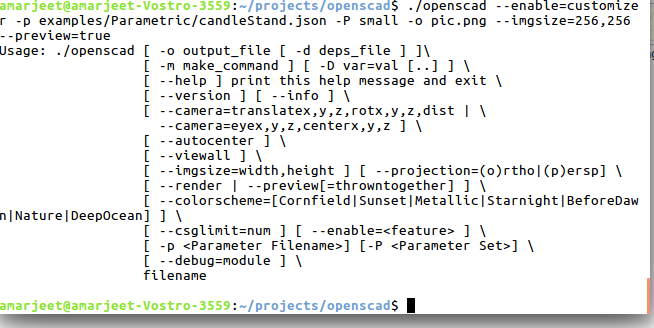 amarjeet@amarjeet-Vostro-3559:~/projects/openscad$ ./openscad --enable=customize
r -p examples/Parametric/candleStand.json -P small -o pic.png --imgsize=256,256
--preview=true
Usage: ./openscad [ -o output_file [ -d deps_file ] ]\
[ -m make_command ] [ -D var=val [..] ] \
[ --help ] print this help message and exit \
[ --version ] [ --info ] \
[ --camera=translatex,y,z,rotx,y,z,dist | \
--camera=eyex,y,z,centerx,y,z ] \
[ --autocenter ] \
[ --viewall ] \
[ --imgsize=width,height ] [ --projection=(o)rtho|(p)ersp] \
[ --render | --preview[=throwntogether] ] \
[ --colorscheme=[Cornfield|Sunset|Metallic|Starnight|BeforeDaw
n|Nature|DeepOcean] ] \
[ --csglimit=num ] [ --enable=<feature> ] \
[ -p <Parameter Filename>] [-P <Parameter Set>] \
[ --debug=module ] \
filename
amarjeet@amarjeet-Vostro-3559:~/projects/openscad$